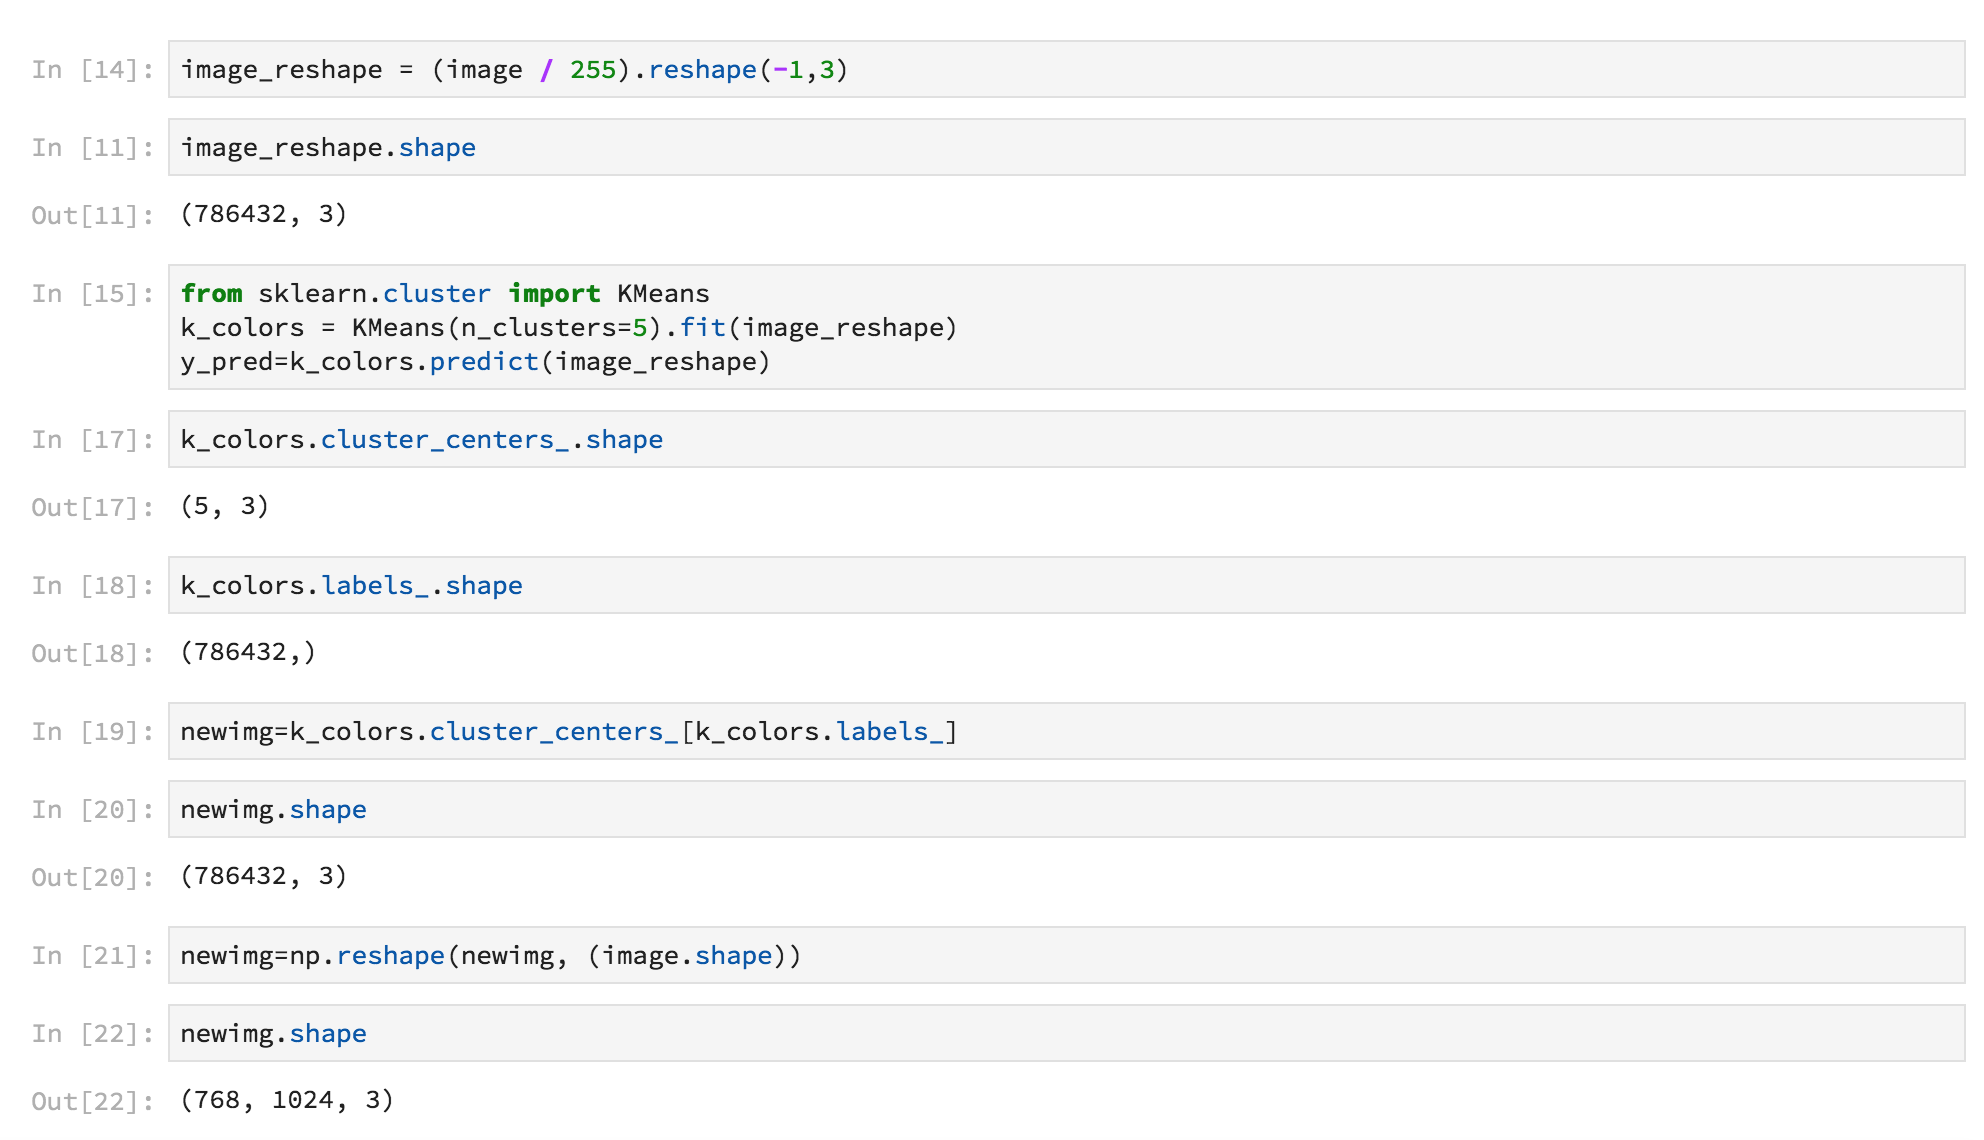 In [14]: image_reshape = (image / 255).reshape(-1,3)
In [11]: image_reshape.shape
Out[11]: (786432, 3)
In [15]: from sklearn.cluster import KMeans
k_colors = KMeans(n_clusters=5).fit(image_reshape)
y_pred=k_colors.predict(image_reshape)
In [17]: k_colors.cluster_centers_.shape
Out[17]: (5, 3)
In [18]: k_colors.labels_.shape
Out[18]: (786432,)
In [19]: newimg=k_colors.cluster_centers_[k_colors.labels_]
In [20]: newimg.shape
Out[20]: (786432, 3)
In [21]: newimg=np.reshape(newimg, (image.shape))
In [22]: newimg.shape
Out[22]: (768, 1024, 3)